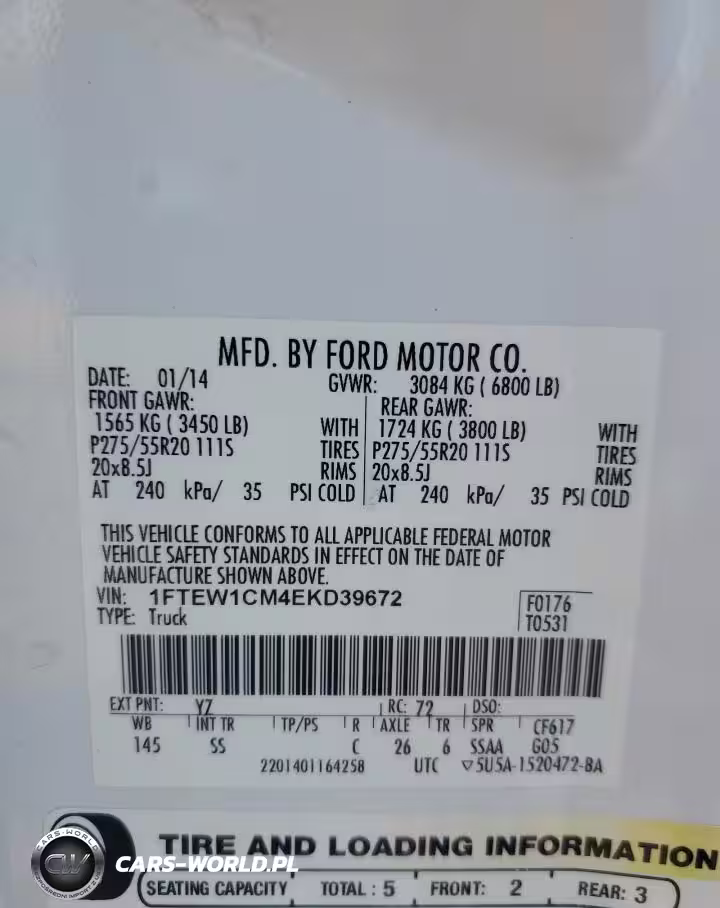 MFD. BY FORD MOTOR CO.
DATE: 01/14 GVWR: 3084 KG ( 6800 LB)
FRONT GAWR: REAR GAWR:
1565 KG ( 3450 LB) WITH 1724 KG ( 3800 LB) WITH
P275/55R20 111S TIRES P275/55R20 111S TIRES
20x8.5J RIMS 20x8.5J RIMS
AT 240 kPa/ 35 PSI COLD AT 240 kPa/ 35 PSI COLD
THIS VEHICLE CONFORMS TO ALL APPLICABLE FEDERAL MOTOR
VEHICLE SAFETY STANDARDS IN EFFECT ON THE DATE OF
MANUFACTURE SHOWN ABOVE.
VIN: 1FTEW1CM4EKD39672 F0176
TYPE: Truck T0531
EXT PNT: YZ RC: 72 DSO:
WB INT TR TP/PS R AXLE TR SPR CF617
145 SS C 26 6 SSAA G05
2201401164258 UTC ▽5U5A-1520472-BA
TIRE AND LOADING INFORMATION
CARS-WORLD
CW
CARS-WORLD.PL
SEATING CAPACITY TOTAL : 5 FRONT: 2 REAR: 3